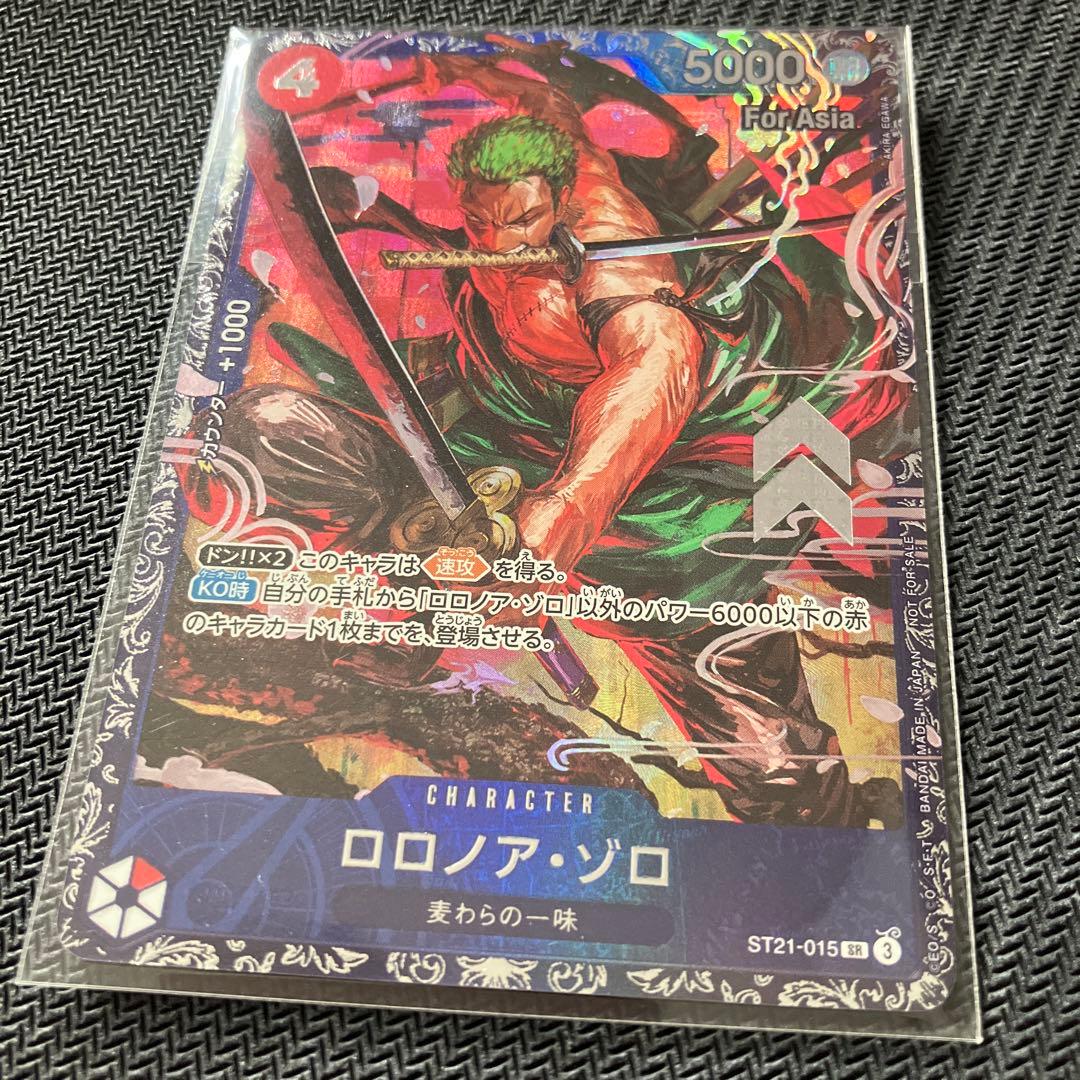 4
5000
斬
For Asia
AKIRA EGAWA
カウンター +1000
ドン!!×2 このキャラは 速攻 を得る。
KO時 自分の手札から「ロロノア・ゾロ」以外のパワー6000以下の赤
のキャラカード1枚までを、登場させる。
CHARACTER
ロロノア・ゾロ
麦わらの一味
ST21-015 SR 3
BANDAI MADE IN JAPAN NOT FOR SALE